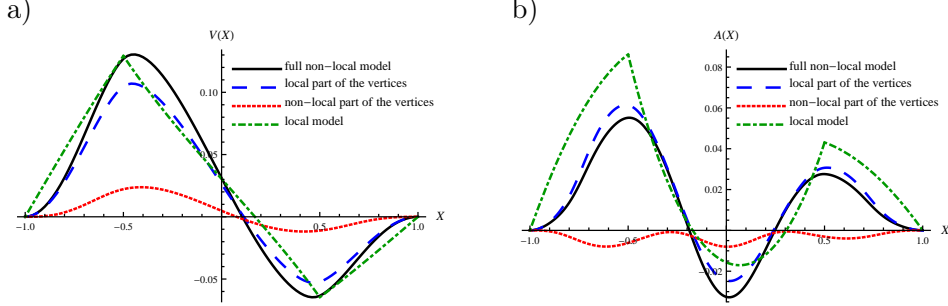 a)
V(X)
full non-local model
local part of the vertices
non-local part of the vertices
local model
0.10
0.05
-0.05
-1.0
-0.5
0.5
1.0
X
b)
A(X)
full non-local model
local part of the vertices
non-local part of the vertices
local model
0.08
0.06
0.04
0.02
-0.02
-1.0
-0.5
0.5
1.0
X